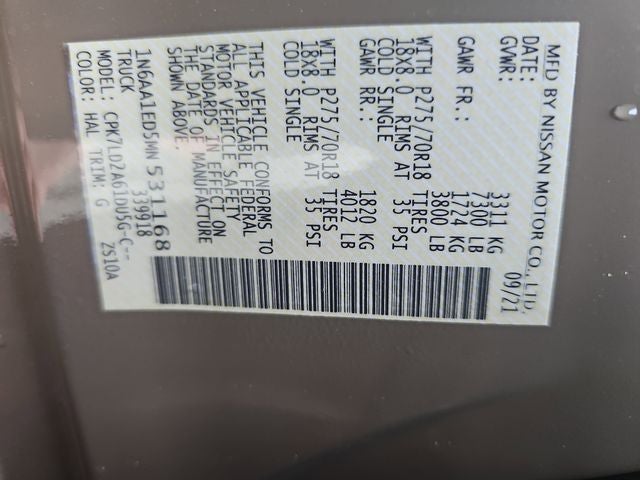 MFD BY NISSAN MOTOR CO., LTD.
DATE: 09/21
GVWR: 3311 KG
7300 LB
GAWR FR: 1724 KG
3800 LB
WITH P275/70R18 TIRES
18X8.0 RIMS AT 35 PSI
COLD SINGLE
GAWR RR: 1820 KG
4012 LB
WITH P275/70R18 TIRES
18X8.0 RIMS AT 35 PSI
COLD SINGLE
THIS VEHICLE CONFORMS TO
ALL APPLICABLE FEDERAL
MOTOR VEHICLE SAFETY
STANDARDS IN EFFECT ON
THE DATE OF MANUFACTURE
SHOWN ABOVE.
1N6AA1ED5MN531168
TRUCK 339918
MODEL: CPK7LD7A61DU5G-C--
COLOR: HAL TRIM: G 2S10A